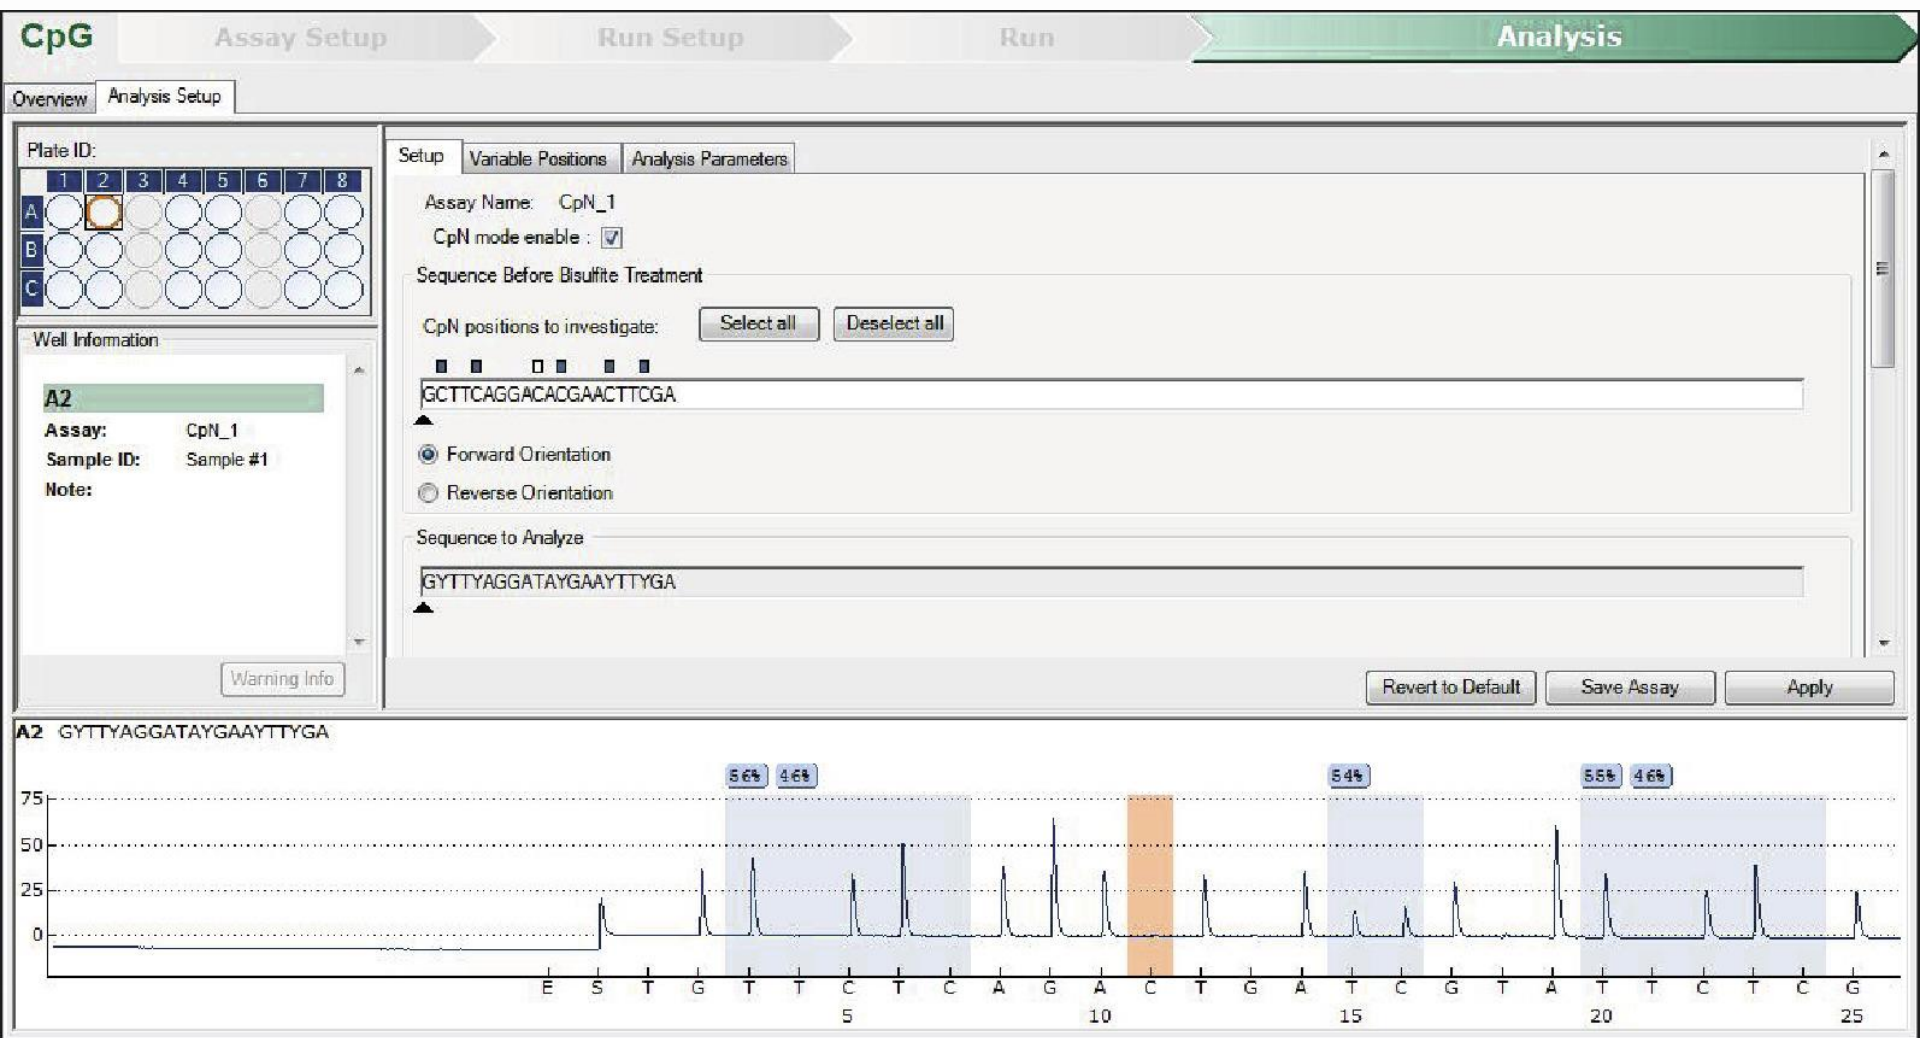 CpG Assay Setup Run Setup Run Analysis
Overview Analysis Setup
Plate ID:
1 2 3 4 5 6 7 8
A
B
C
Well Information
A2
Assay: CpN_1
Sample ID: Sample #1
Note:
Warning Info
Setup Variable Positions Analysis Parameters
Assay Name: CpN_1
CpN mode enable :
Sequence Before Bisulfite Treatment
CpN positions to investigate: Select all Deselect all
GCTTCAGGACACGAACTTCGA
Forward Orientation
Reverse Orientation
Sequence to Analyze
GYTTYAGGATAYGAAYTTYGA
Revert to Default Save Assay Apply
A2 GYTTYAGGATAYGAAYTTYGA
56% 46% 54% 55% 46%
75
50
25
0
E S T G T T C T C A G A C T G A T C G T A T T C T C G
5 10 15 20 25